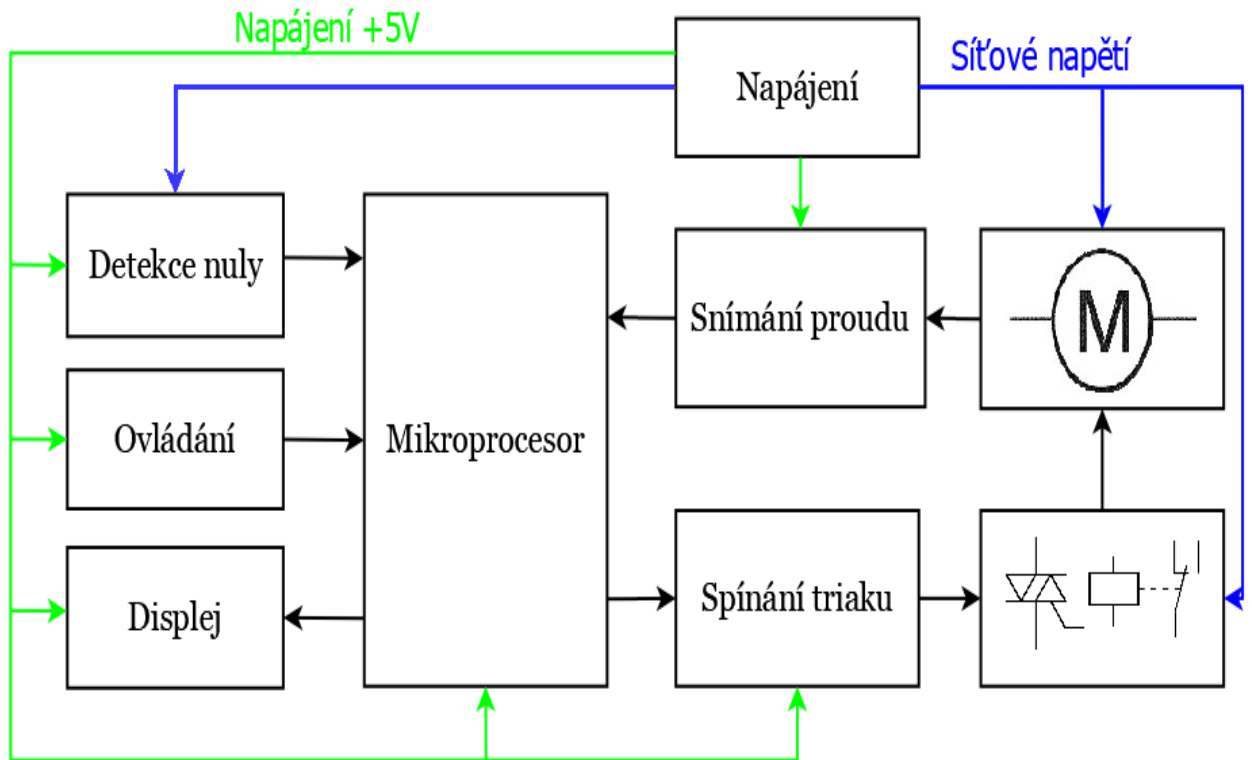 Napájení +5V
Napájení
Síťové napětí
Detekce nuly
Mikroprocesor
Snímání proudu
M
Ovládání
Displej
Spínání triaku